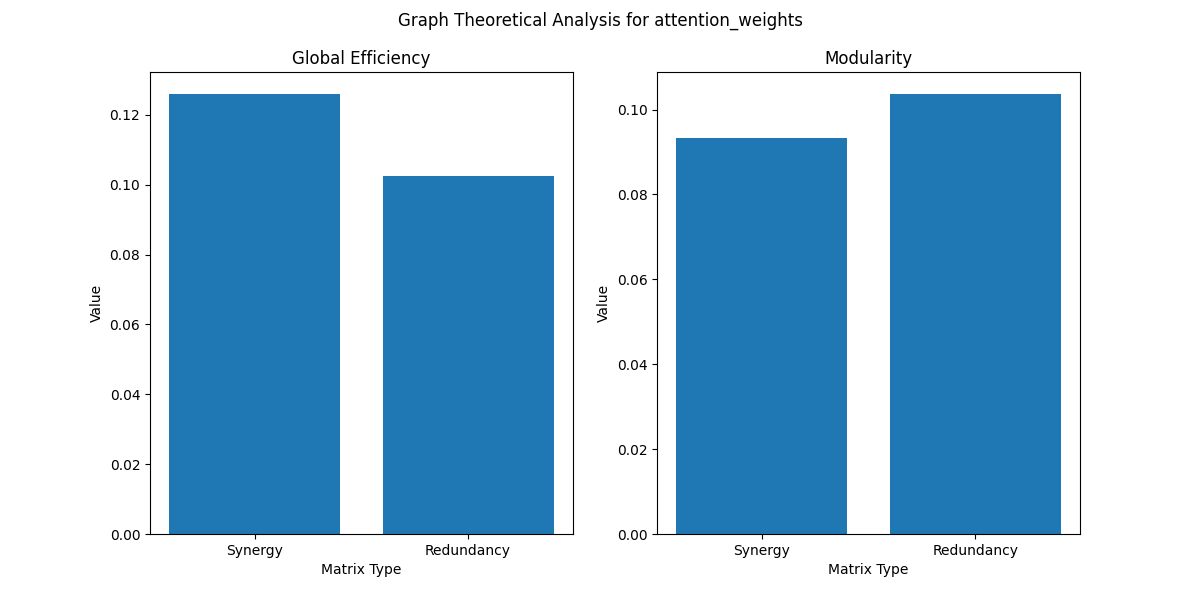 Graph Theoretical Analysis for attention_weights
Global Efficiency
0.12
0.10
0.08
0.06
0.04
0.02
0.00
Value
Synergy Redundancy
Matrix Type
Modularity
0.10
0.08
0.06
0.04
0.02
0.00
Value
Synergy Redundancy
Matrix Type